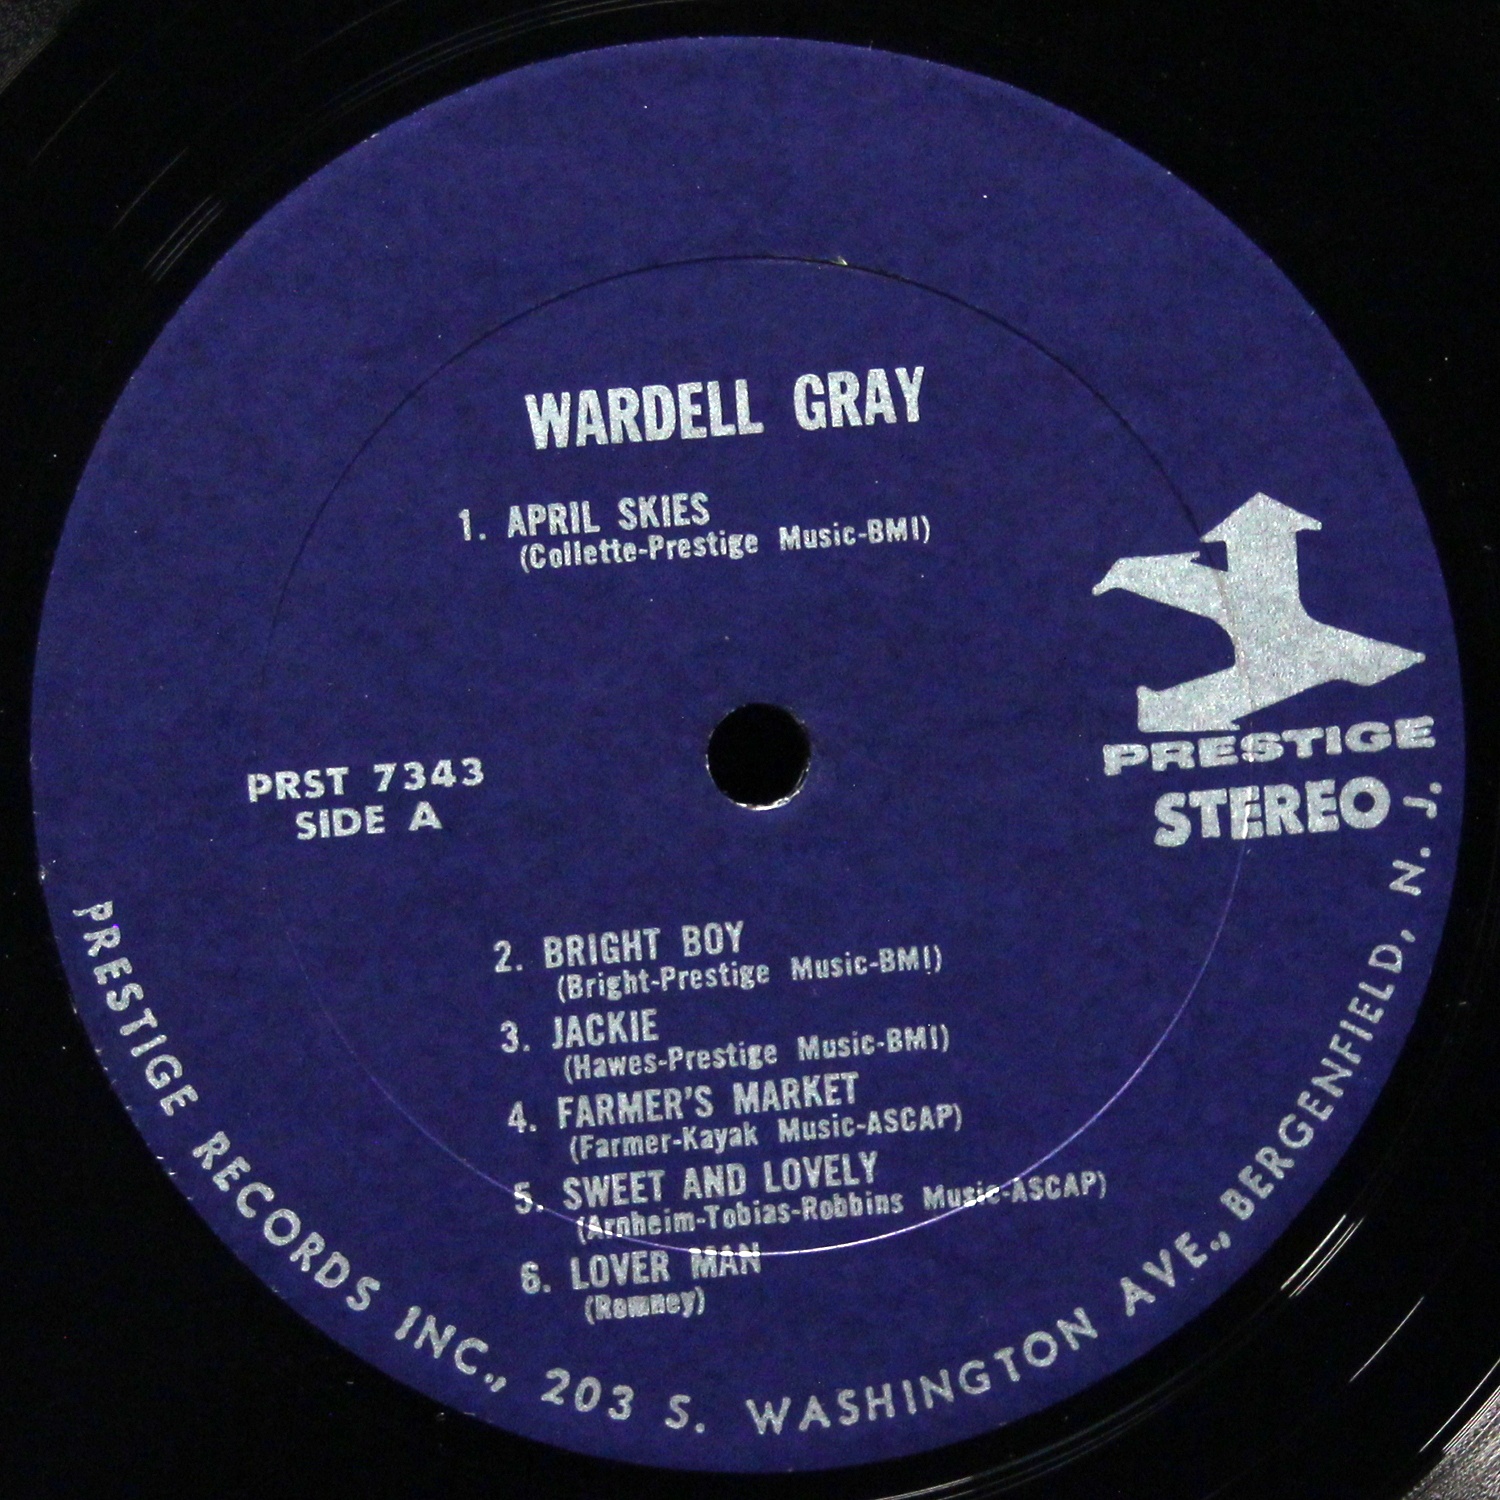 WARDELL GRAY
1. APRIL SKIES
(Collette-Prestige Music-BMI)
PRESTIGE
STEREO
PRST 7343
SIDE A
2. BRIGHT BOY
(Bright-Prestige Music-BMI)
3. JACKIE
(Hawes-Prestige Music-BMI)
4. FARMER'S MARKET
(Farmer-Kayak Music-ASCAP)
5. SWEET AND LOVELY
(Arnheim-Tobias-Robbins Music-ASCAP)
6. LOVER MAN
(Romney)
PRESTIGE RECORDS INC., 203 S. WASHINGTON AVE., BERGENFIELD, N. J.